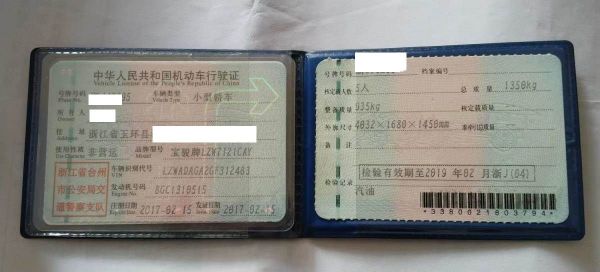 中华人民共和国机动车行驶证
Vehicle License of the People's Republic of China
号牌号码 Plate No. 车辆类型 Vehicle Type 小型轿车
所有人 Owner
住址 Address 浙江省玉环县
使用性质 Use Character 非营运 品牌型号 Model 宝骏牌LZW7121CAY
浙江省台州
市公安局交
通警察支队
车辆识别代号 VIN
发动机号码 Engine No.
注册日期 2017-02-15 发证日期 2017-02-15
号牌号码 档案编号
核定载人数 5人 总质量 1350kg
整备质量 935kg 核定载质量
外廓尺寸 4032×1680×1450mm 准牵引总质量
备注
检验有效期至2019年02月浙J(04)
检验记录
汽油
*3380021803794*